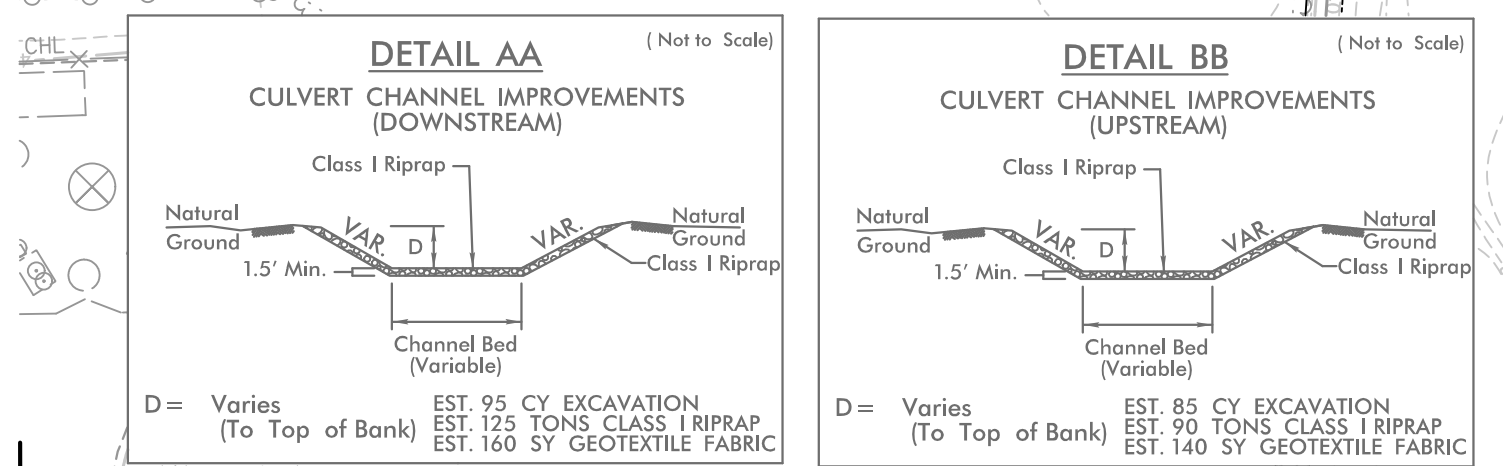 CHL
( Not to Scale)
DETAIL AA
CULVERT CHANNEL IMPROVEMENTS
(DOWNSTREAM)
Class I Riprap
Natural
Ground
VAR.
D
VAR.
Natural
Ground
1.5' Min.
Class I Riprap
Channel Bed
(Variable)
D = Varies
(To Top of Bank)
EST. 95 CY EXCAVATION
EST. 125 TONS CLASS I RIPRAP
EST. 160 SY GEOTEXTILE FABRIC
( Not to Scale)
DETAIL BB
CULVERT CHANNEL IMPROVEMENTS
(UPSTREAM)
Class I Riprap
Natural
Ground
VAR.
D
VAR.
Natural
Ground
1.5' Min.
Class I Riprap
Channel Bed
(Variable)
D = Varies
(To Top of Bank)
EST. 85 CY EXCAVATION
EST. 90 TONS CLASS I RIPRAP
EST. 140 SY GEOTEXTILE FABRIC